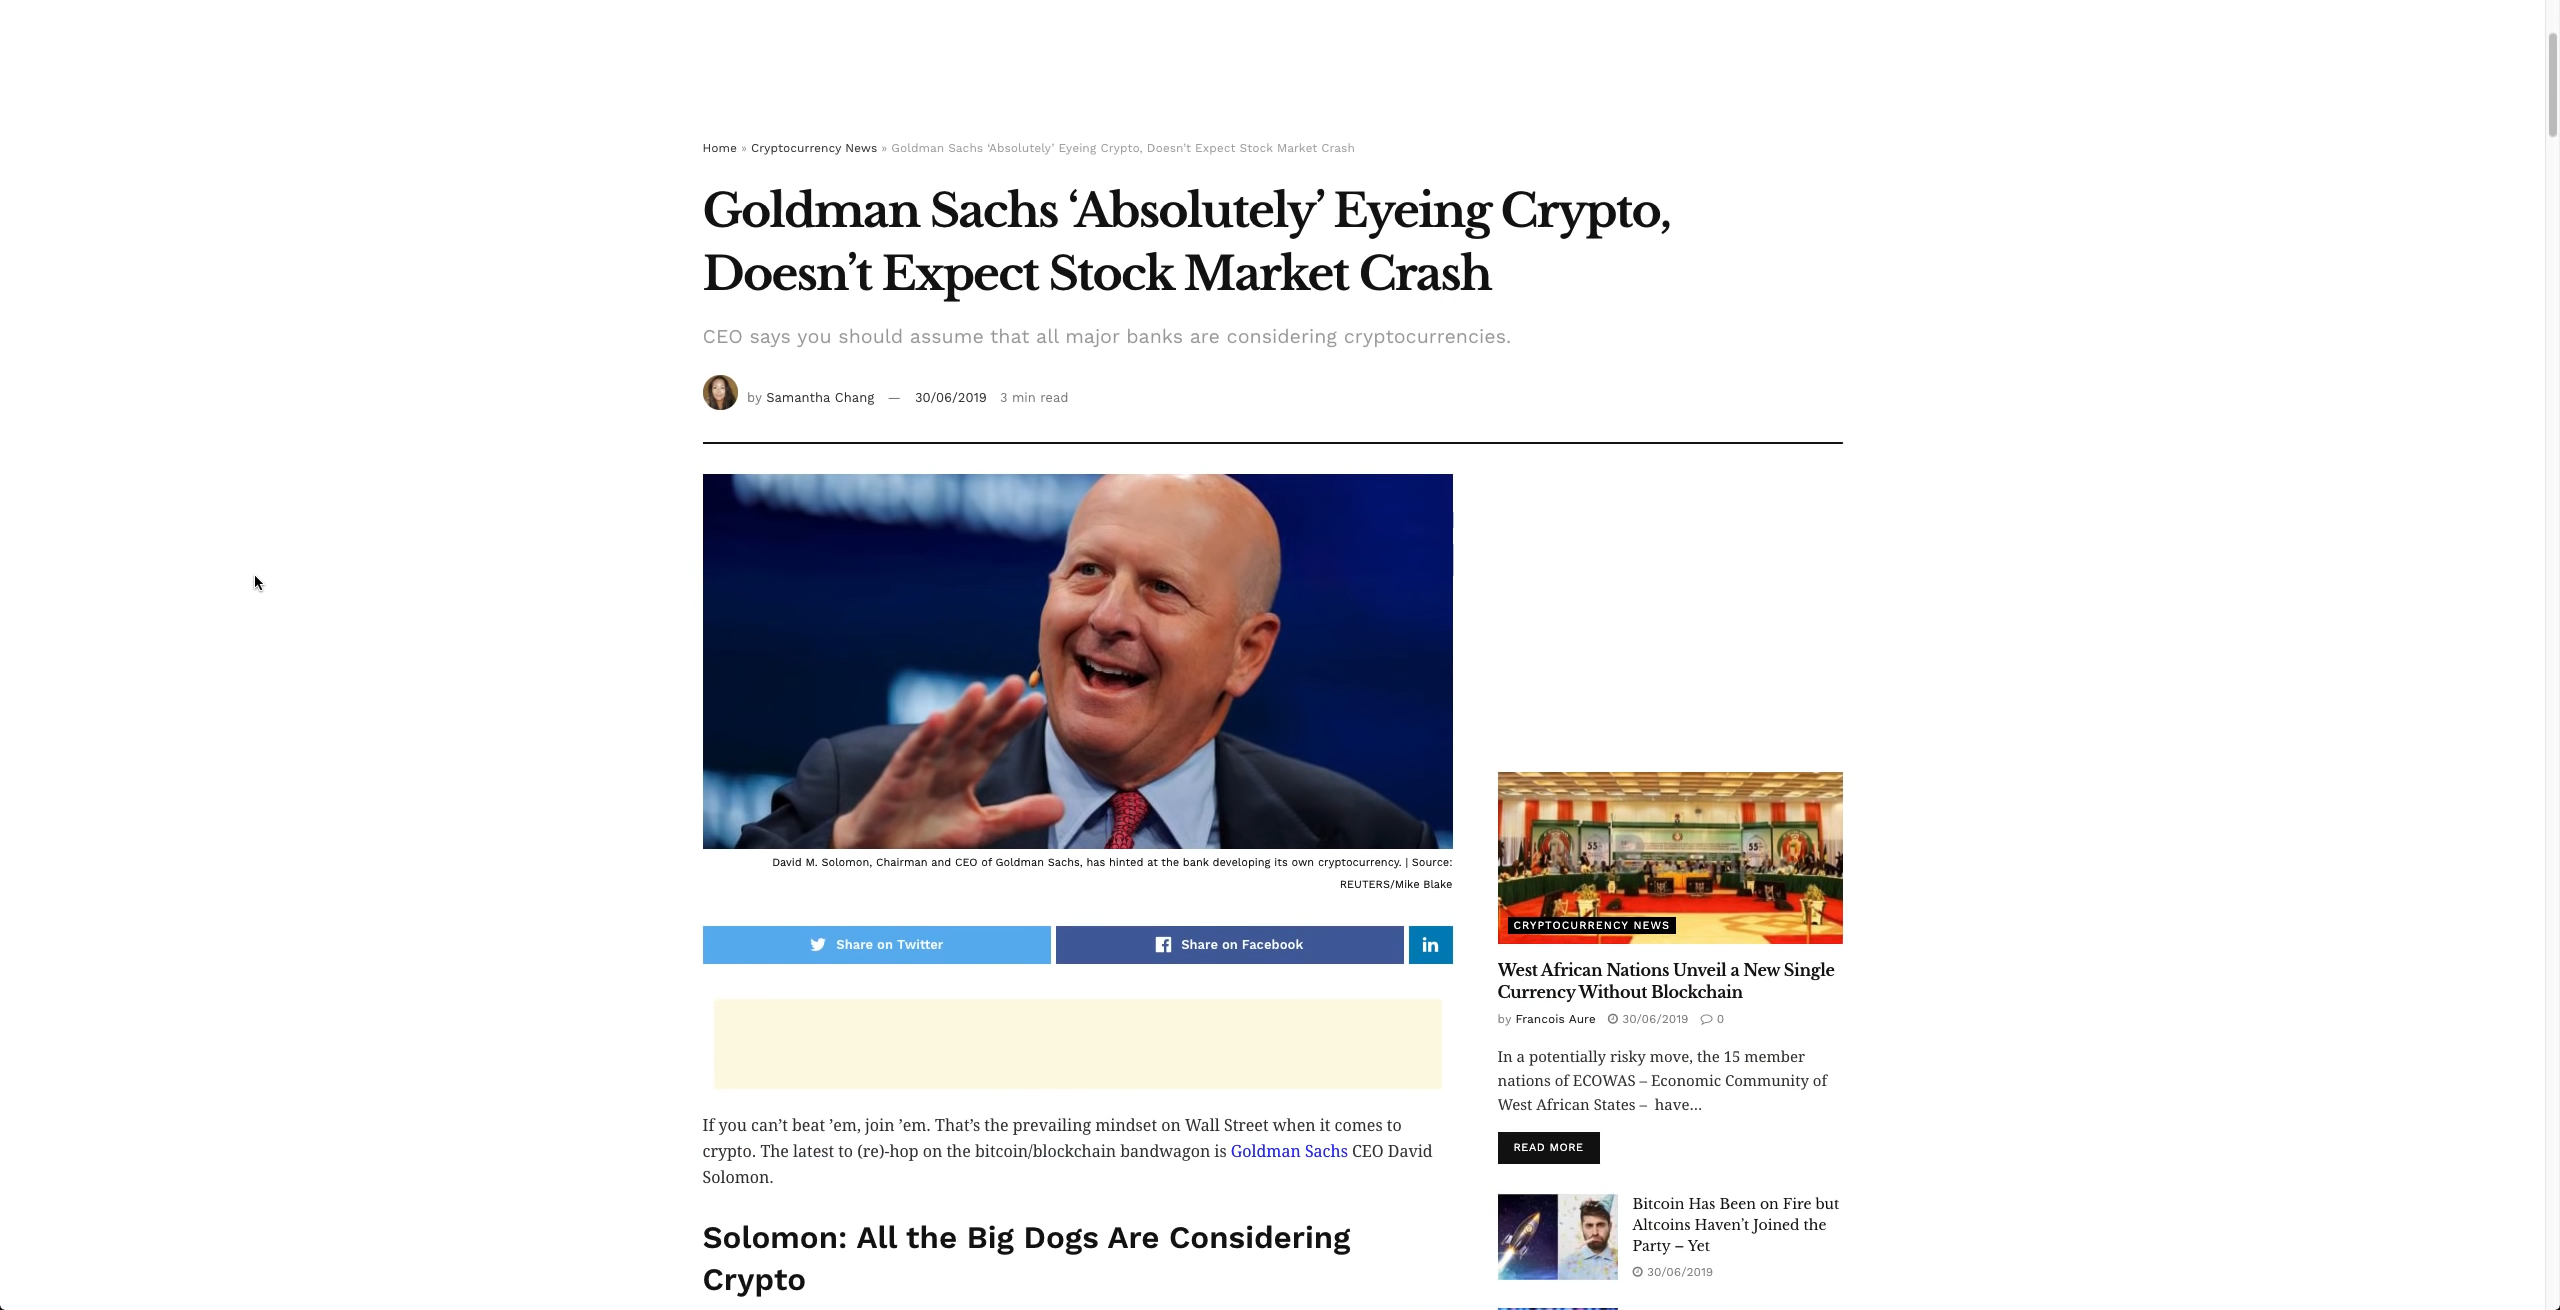 Home » Cryptocurrency News » Goldman Sachs ‘Absolutely’ Eyeing Crypto, Doesn’t Expect Stock Market Crash
Goldman Sachs ‘Absolutely’ Eyeing Crypto,
Doesn’t Expect Stock Market Crash
CEO says you should assume that all major banks are considering cryptocurrencies.
by Samantha Chang — 30/06/2019 3 min read
David M. Solomon, Chairman and CEO of Goldman Sachs, has hinted at the bank developing its own cryptocurrency. | Source:
REUTERS/Mike Blake
Share on Twitter
Share on Facebook
in
If you can’t beat ’em, join ’em. That’s the prevailing mindset on Wall Street when it comes to
crypto. The latest to (re)-hop on the bitcoin/blockchain bandwagon is Goldman Sachs CEO David
Solomon.
Solomon: All the Big Dogs Are Considering
Crypto
55
55
CRYPTOCURRENCY NEWS
West African Nations Unveil a New Single
Currency Without Blockchain
by Francois Aure 30/06/2019 0
In a potentially risky move, the 15 member
nations of ECOWAS – Economic Community of
West African States – have...
READ MORE
Bitcoin Has Been on Fire but
Altcoins Haven’t Joined the
Party – Yet
30/06/2019